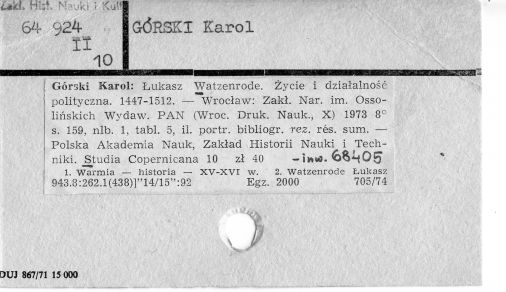 Zakł. Hist. Nauki i Kult
64 924
II
10
GÓRSKI Karol
Górski Karol: Łukasz Watzenrode. Życie i działalność
polityczna. 1447-1512. — Wrocław: Zakł. Nar. im. Osso-
lińskich Wydaw. PAN (Wroc. Druk. Nauk., X) 1973 8°
s. 159, nlb. 1, tabl. 5, il. portr. bibliogr. rez. rés. sum. —
Polska Akademia Nauk, Zakład Historii Nauki i Tech-
niki. Studia Copernicana 10 zł 40 -inw. 68405
1. Warmia — historia — XV-XVI w. 2. Watzenrode Łukasz
943.8:262.1(438)]"14/15":92 Egz. 2000 705/74
DUJ 867/71 15 000